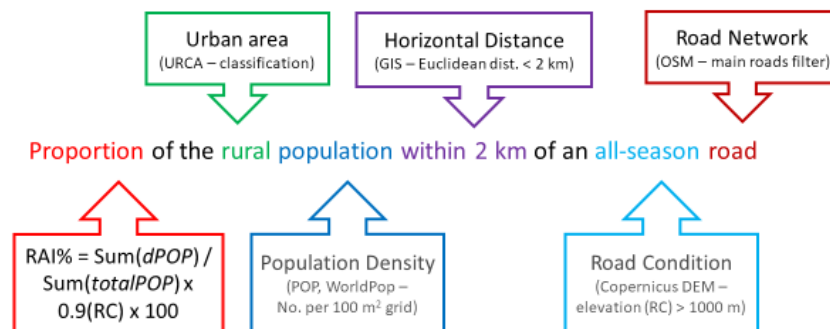 Urban area
(URCA – classification)
Horizontal Distance
(GIS – Euclidean dist. < 2 km)
Road Network
(OSM – main roads filter)
Proportion of the rural population within 2 km of an all-season road
RAI% = Sum(dPOP) /
Sum(totalPOP) x
0.9(RC) x 100
Population Density
(POP, WorldPop –
No. per 100 m² grid)
Road Condition
(Copernicus DEM –
elevation (RC) > 1000 m)